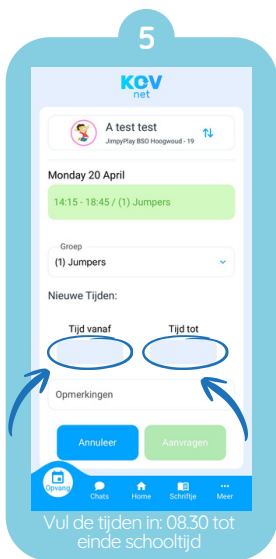 5
KOV
net
A test test
JimpyPlay BSO Hoogwoud - 19
Monday 20 April
14:15 - 18:45 / (1) Jumpers
Groep
(1) Jumpers
Nieuwe Tijden:
Tijd vanaf Tijd tot
Opmerkingen
Annuleer Aanvragen
Opvang Chats Home Schriftje Meer
Vul de tijden in: 08.30 tot
einde schooltijd